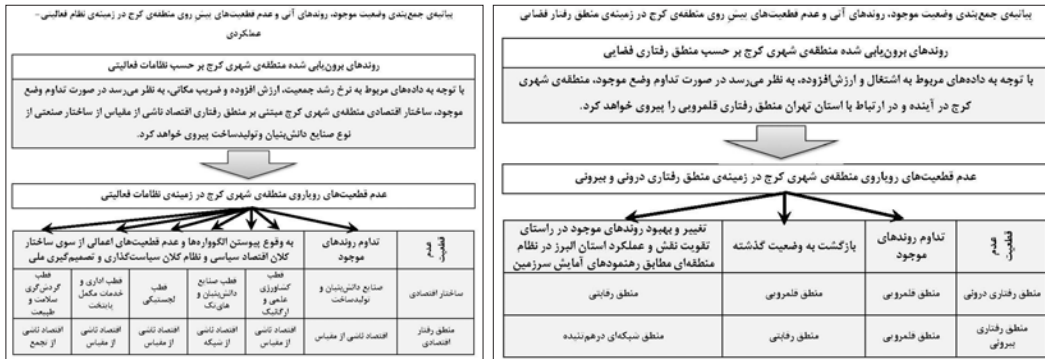 بیانیه‌ی جمع‌بندی وضعیت موجود، روندهای آتی و عدم قطعیت‌های پیش روی منطقه‌ی کرج در زمینه‌ی منطق رفتار فضایی
روندهای برون‌یابی شده منطقه‌ی شهری کرج بر حسب منطق رفتاری فضایی
با توجه به داده‌های مربوط به اشتغال و ارزش‌افزوده، به نظر می‌رسد در صورت تداوم وضع موجود، منطقه‌ی شهری
کرج در آینده و در ارتباط با استان تهران منطق رفتاری قلمرویی را پیروی خواهد کرد.
عدم قطعیت‌های رویاروی منطقه‌ی شهری کرج در زمینه‌ی منطق رفتاری درونی و بیرونی
عدم
قطعیت
تداوم روندهای
موجود
بازگشت به وضعیت گذشته
تغییر و بهبود روندهای موجود در راستای
تقویت نقش و عملکرد استان البرز در نظام
منطقه‌ای مطابق رهنمودهای آمایش سرزمین
منطق رفتاری درونی
منطق قلمرویی
منطق قلمرویی
منطق رقابتی
منطق رفتاری
بیرونی
منطق قلمرویی
منطق رقابتی
منطق شبکه‌ای درهم‌تنیده
بیانیه‌ی جمع‌بندی وضعیت موجود، روندهای آتی و عدم قطعیت‌های پیش روی منطقه‌ی کرج در زمینه‌ی نظام فعالیتی-
عملکردی
روندهای برون‌یابی شده منطقه‌ی شهری کرج بر حسب نظامات فعالیتی
با توجه به داده‌های مربوط به نرخ رشد جمعیت، ارزش افزوده و ضریب مکانی، به نظر می‌رسد در صورت تداوم وضع
موجود، ساختار اقتصادی منطقه‌ی شهری کرج مبتنی بر منطق رفتاری اقتصاد ناشی از مقیاس از ساختار صنعتی از
نوع صنایع دانش‌بنیان و تولیدساخت پیروی خواهد کرد.
عدم قطعیت‌های رویاروی منطقه‌ی شهری کرج در زمینه‌ی نظامات فعالیتی
عدم
قطعیت
تداوم روندهای
موجود
به وقوع پیوستن الگوواره‌ها و عدم قطعیت‌های اعمالی از سوی ساختار
کلان اقتصاد سیاسی و نظام کلان سیاست‌گذاری و تصمیم‌گیری ملی
ساختار اقتصادی
صنایع دانش‌بنیان و
تولیدساخت
قطب
کشاورزی
علمی و
ارگانیک
قطب صنایع
دانش‌بنیان و
های‌تک
قطب
لجستیکی
قطب اداری و
خدمات مکمل
پایتخت
قطب
گردش‌گری
سلامت و
طبیعت
منطق رفتار
اقتصادی
اقتصاد ناشی از مقیاس
اقتصاد ناشی
از مقیاس
اقتصاد ناشی
از شبکه
اقتصاد ناشی
از مقیاس
اقتصاد ناشی
از مقیاس
اقتصاد ناشی
از تجمع